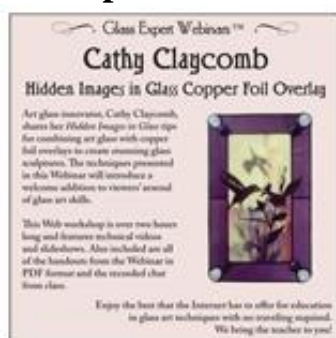 Glass Expert Webinars™
Cathy Claycomb
Hidden Images in Glass Copper Foil Overlay
Art glass innovator, Cathy Claycomb,
shares her Hidden Images in Glass tips
for combining art glass with copper
foil overlays to create stunning glass
sculptures. The techniques presented
in this Webinar will introduce a
welcome addition to viewers' arsenal
of glass art skills.
This Web workshop is over two hours
long and features technical videos
and slideshows. Also included are all
of the handouts from the Webinar in
PDF format and the recorded chat
from class.
Enjoy the best that the Internet has to offer for education
in glass art techniques with no traveling required.
We bring the teacher to you!